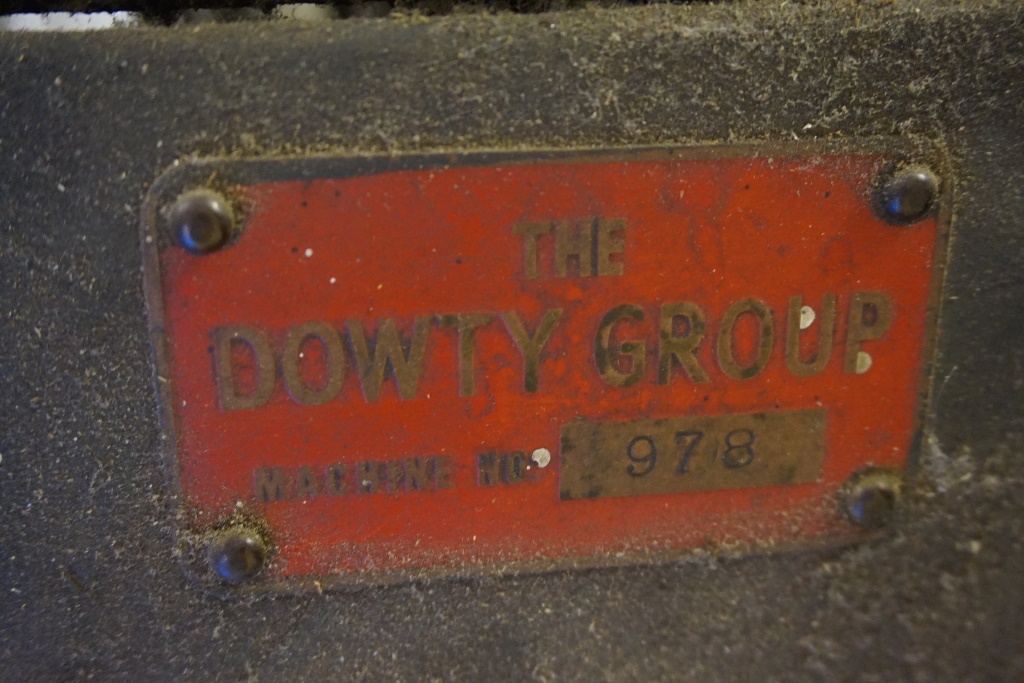 THE
DOWTY GROUP
MACHINE NO. 978